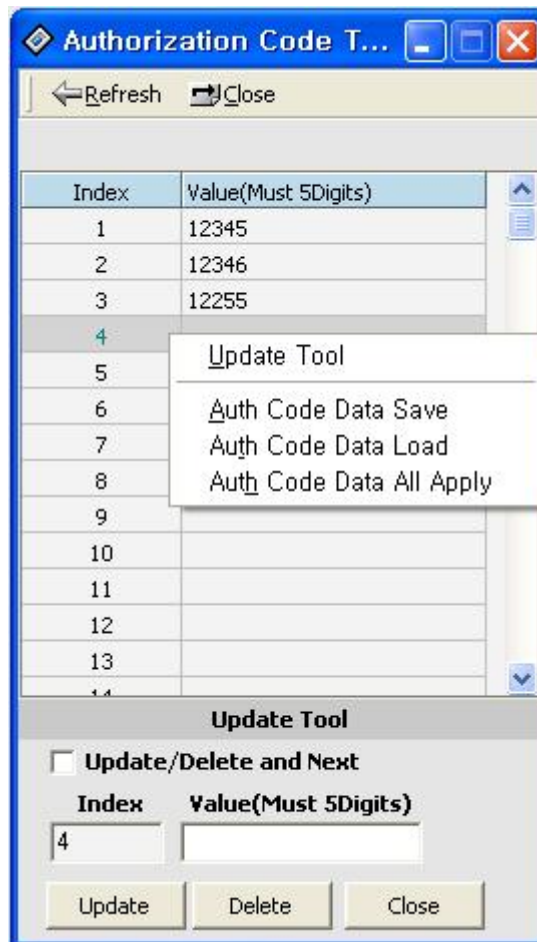 Authorization Code T...
Refresh Close
Index Value(Must 5Digits)
1 12345
2 12346
3 12255
4
Update Tool
5
6 Auth Code Data Save
7 Auth Code Data Load
8 Auth Code Data All Apply
9
10
11
12
13
14
Update Tool
Update/Delete and Next
Index Value(Must 5Digits)
4
Update Delete Close